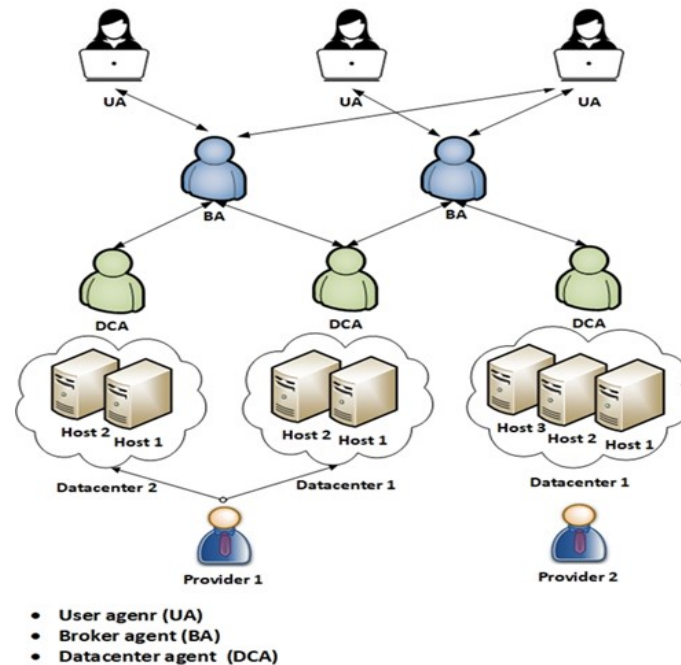 UA
UA
UA
BA
BA
DCA
DCA
DCA
Host 2
Host 1
Host 2
Host 1
Host 3
Host 2
Host 1
Datacenter 2
Datacenter 1
Datacenter 1
Provider 1
Provider 2
• User agenr (UA)
• Broker agent (BA)
• Datacenter agent (DCA)